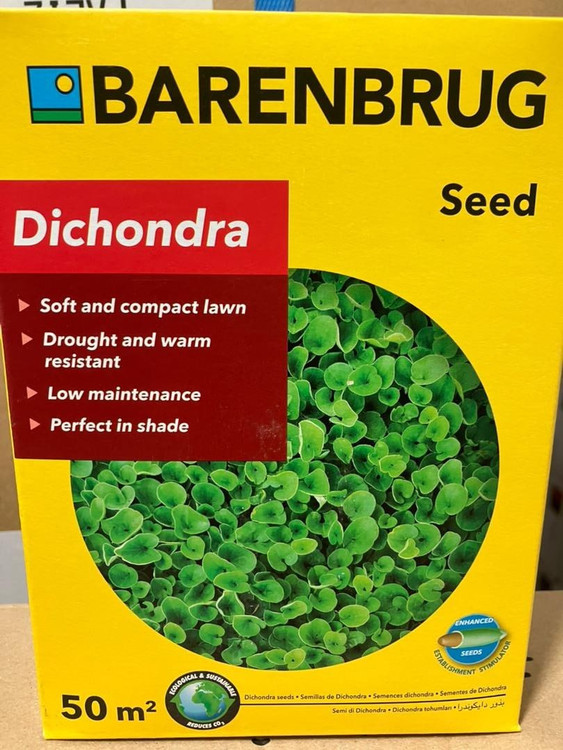 BARENBRUG
Seed
Dichondra
Soft and compact lawn
Drought and warm
resistant
Low maintenance
Perfect in shade
ENHANCED
SEEDS
ESTABLISHMENT STIMULATOR
50 m²
ECOLOGICAL & SUSTAINABLE
REDUCES CO₂
Dichondra seeds • Semillas de Dichondra • Semences dichondra • Sementes de Dichondra
Semi di Dichondra • Dichondra tohumları • بذور دايكوندرا